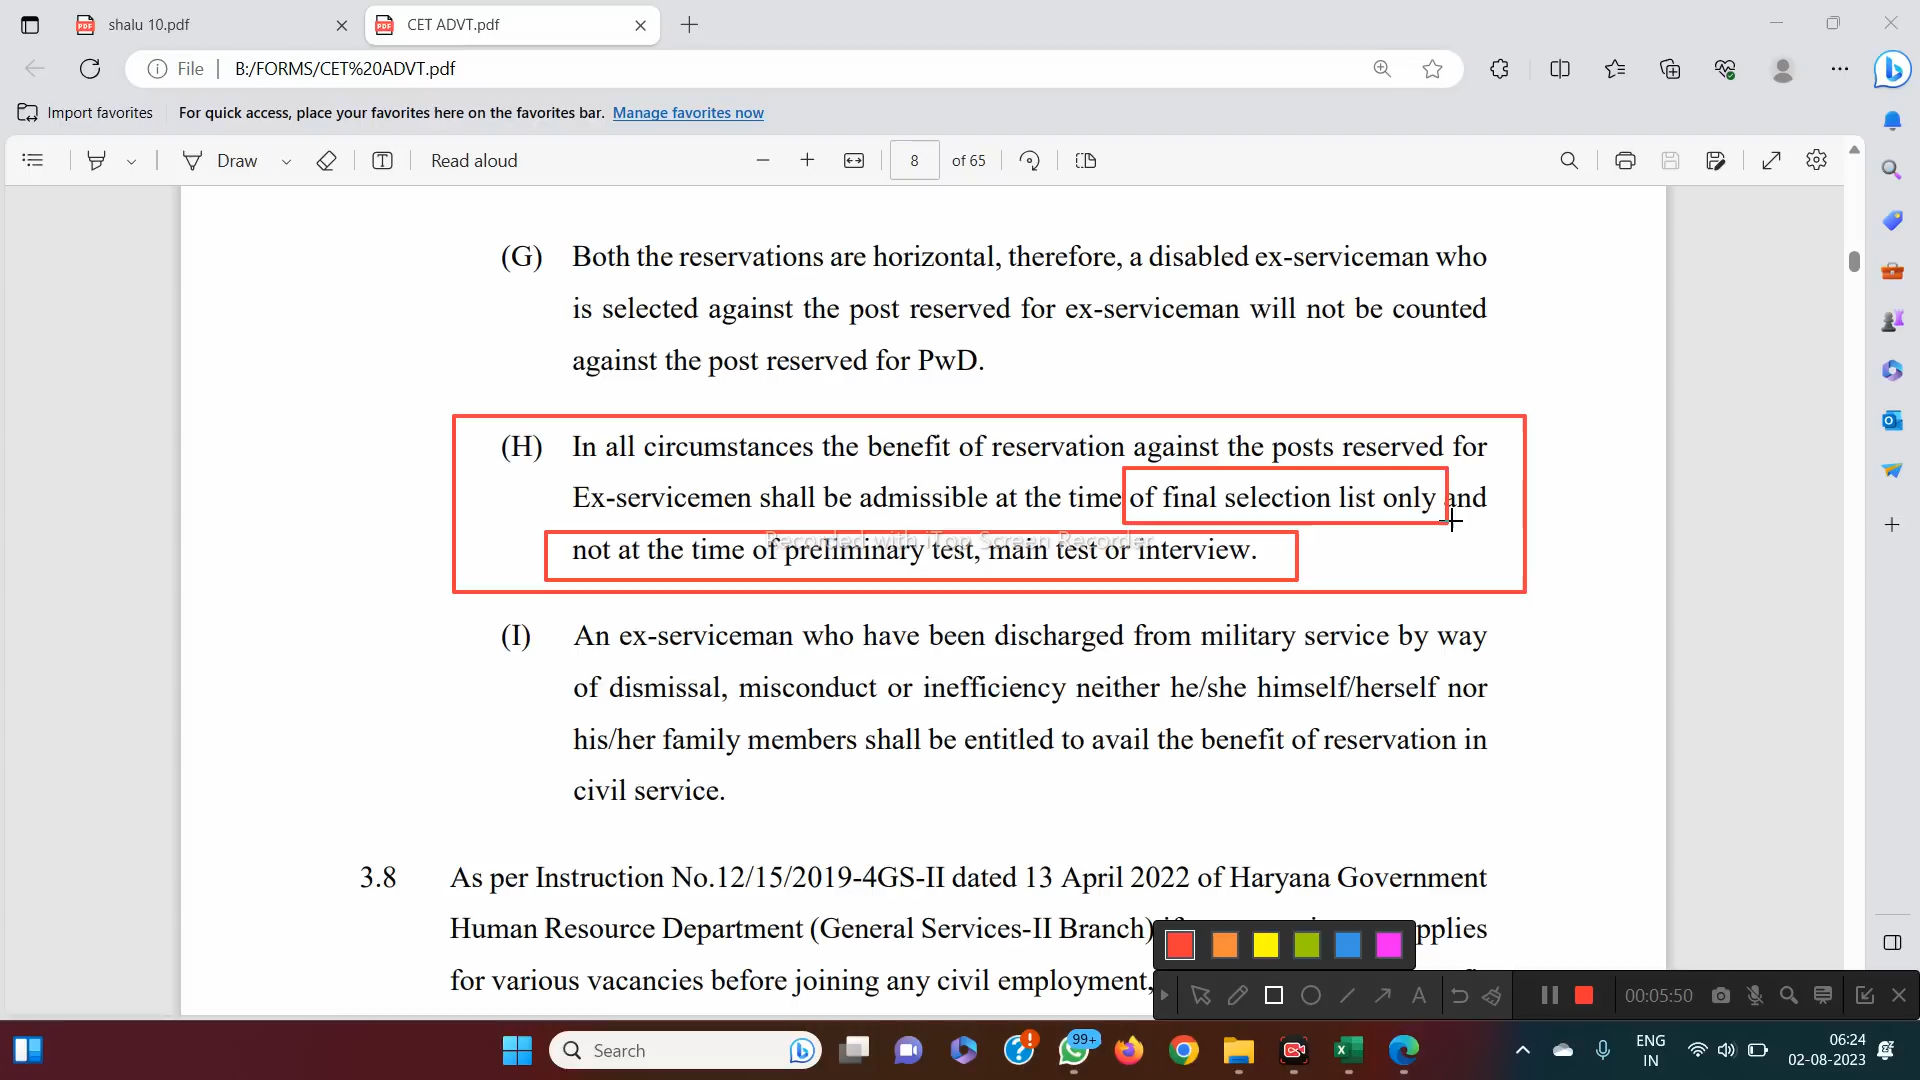 shalu 10.pdf
CET ADVT.pdf
File
B:/FORMS/CET%20ADVT.pdf
Import favorites
For quick access, place your favorites here on the favorites bar. Manage favorites now
Draw
Read aloud
8 of 65
(G) Both the reservations are horizontal, therefore, a disabled ex-serviceman who
is selected against the post reserved for ex-serviceman will not be counted
against the post reserved for PwD.
(H) In all circumstances the benefit of reservation against the posts reserved for
Ex-servicemen shall be admissible at the time of final selection list only and
Recorded with iTop Screen Recorder
not at the time of preliminary test, main test or interview.
(I) An ex-serviceman who have been discharged from military service by way
of dismissal, misconduct or inefficiency neither he/she himself/herself nor
his/her family members shall be entitled to avail the benefit of reservation in
civil service.
3.8 As per Instruction No.12/15/2019-4GS-II dated 13 April 2022 of Haryana Government
Human Resource Department (General Services-II Branch)
for various vacancies before joining any civil employment,
A
00:05:50
Search
99+
ENG
IN
06:24
02-08-2023